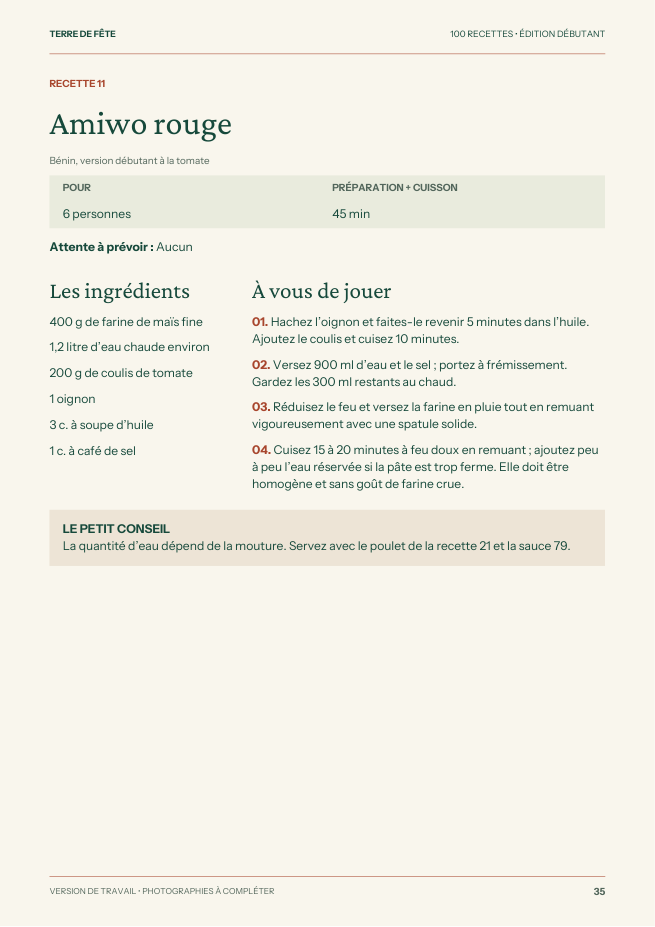 TERRE DE FÊTE
100 RECETTES • ÉDITION DÉBUTANT
RECETTE 11
Amiwo rouge
Bénin, version débutant à la tomate
POUR
6 personnes
PRÉPARATION + CUISSON
45 min
Attente à prévoir : Aucun
Les ingrédients
400 g de farine de maïs fine
1,2 litre d’eau chaude environ
200 g de coulis de tomate
1 oignon
3 c. à soupe d’huile
1 c. à café de sel
À vous de jouer
01. Hachez l’oignon et faites-le revenir 5 minutes dans l’huile.
Ajoutez le coulis et cuisez 10 minutes.
02. Versez 900 ml d’eau et le sel ; portez à frémissement.
Gardez les 300 ml restants au chaud.
03. Réduisez le feu et versez la farine en pluie tout en remuant
vigoureusement avec une spatule solide.
04. Cuisez 15 à 20 minutes à feu doux en remuant ; ajoutez peu
à peu l’eau réservée si la pâte est trop ferme. Elle doit être
homogène et sans goût de farine crue.
LE PETIT CONSEIL
La quantité d’eau dépend de la mouture. Servez avec le poulet de la recette 21 et la sauce 79.
VERSION DE TRAVAIL • PHOTOGRAPHIES À COMPLÉTER
35